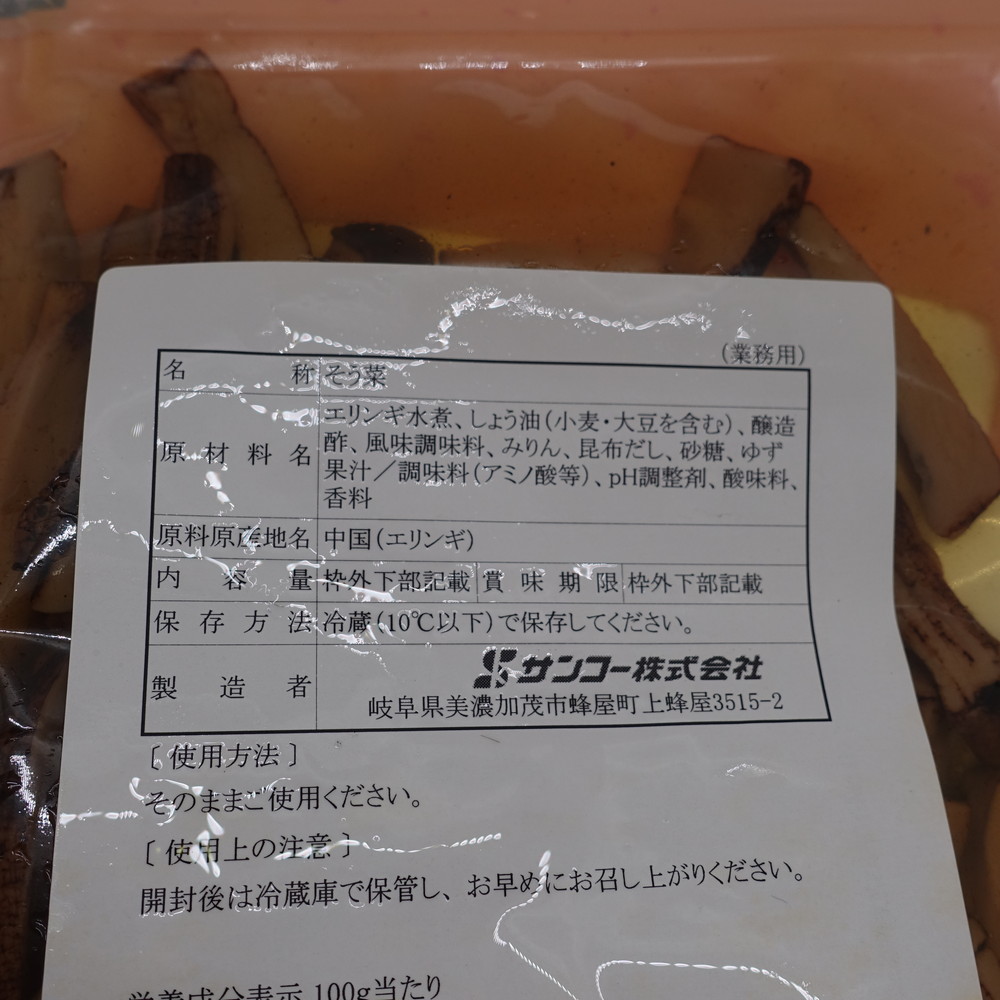 (業務用)
名称 そう菜
原材料名 エリンギ水煮、しょう油(小麦・大豆を含む)、醸造
酢、風味調味料、みりん、昆布だし、砂糖、ゆず
果汁／調味料(アミノ酸等)、pH調整剤、酸味料、
香料
原料原産地名 中国(エリンギ)
内容量 枠外下部記載 賞味期限 枠外下部記載
保存方法 冷蔵(10℃以下)で保存してください。
製造者 サンコー株式会社
岐阜県美濃加茂市蜂屋町上蜂屋3515-2
〔使用方法〕
そのままご使用ください。
〔使用上の注意〕
開封後は冷蔵庫で保管し、お早めにお召し上がりください。
栄養成分表示 100g当たり